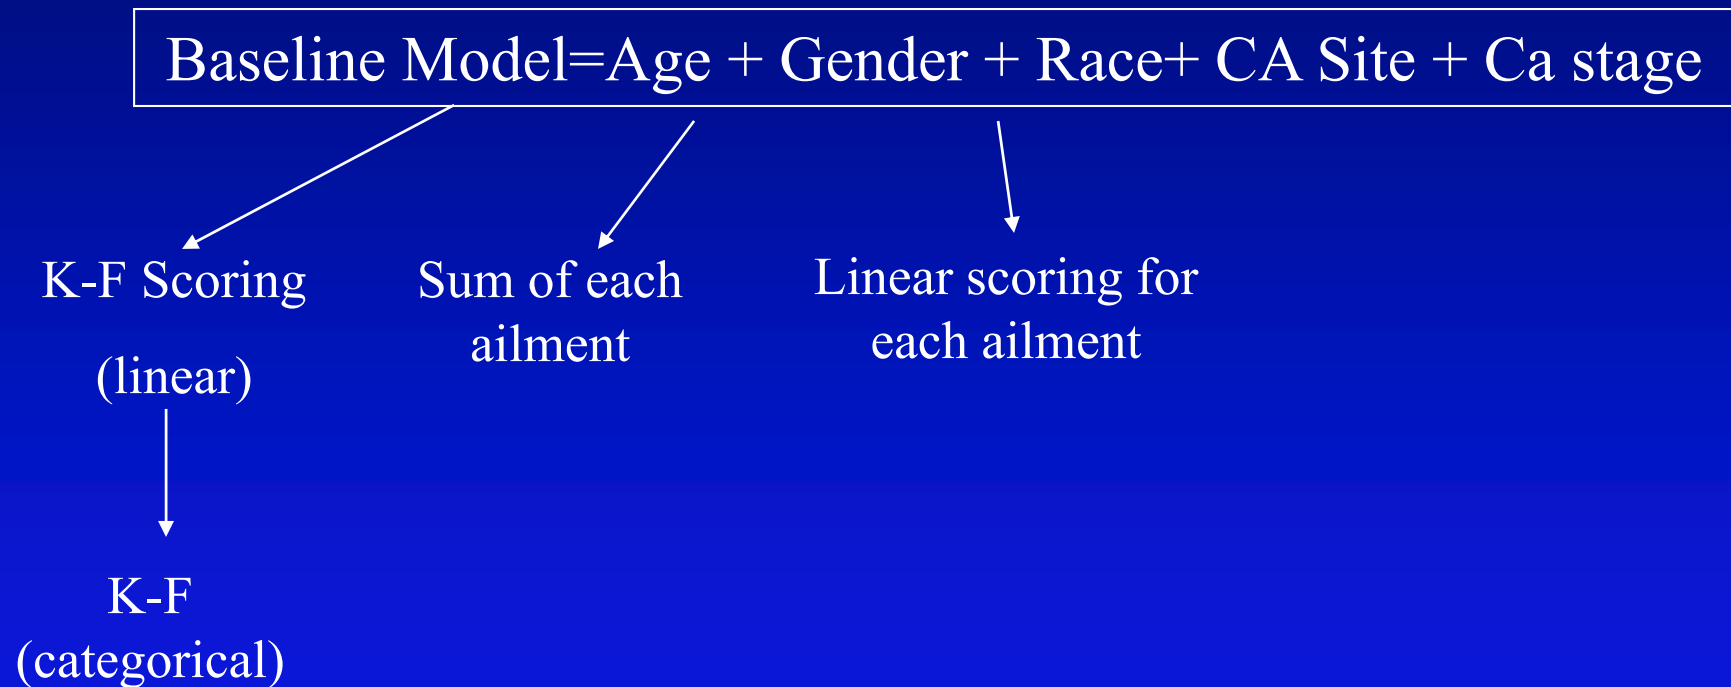 Baseline Model=Age + Gender + Race+ CA Site + Ca stage
K-F Scoring
(linear)
Sum of each
ailment
Linear scoring for
each ailment
K-F
(categorical)